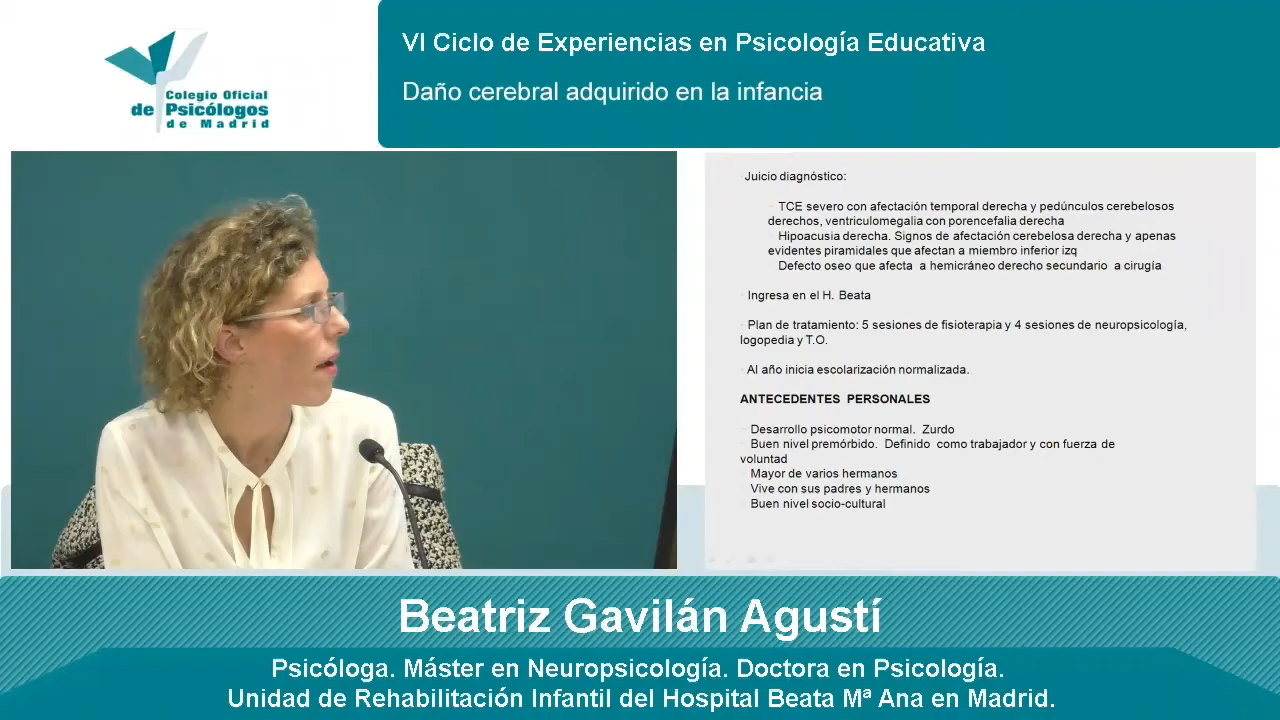 VI Ciclo de Experiencias en Psicología Educativa
Daño cerebral adquirido en la infancia
Colegio Oficial
de Psicólogos
de Madrid
Juicio diagnóstico:
TCE severo con afectación temporal derecha y pedúnculos cerebelosos
derechos, ventriculomegalia con porencefalia derecha
Hipoacusia derecha. Signos de afectación cerebelosa derecha y apenas
evidentes piramidales que afectan a miembro inferior izq
Defecto oseo que afecta a hemicráneo derecho secundario a cirugía
Ingresa en el H. Beata
Plan de tratamiento: 5 sesiones de fisioterapia y 4 sesiones de neuropsicología,
logopedia y T.O.
Al año inicia escolarización normalizada.
ANTECEDENTES PERSONALES
Desarrollo psicomotor normal. Zurdo
Buen nivel premórbido. Definido como trabajador y con fuerza de
voluntad
Mayor de varios hermanos
Vive con sus padres y hermanos
Buen nivel socio-cultural
Beatriz Gavilán Agustí
Psicóloga. Máster en Neuropsicología. Doctora en Psicología.
Unidad de Rehabilitación Infantil del Hospital Beata Mª Ana en Madrid.